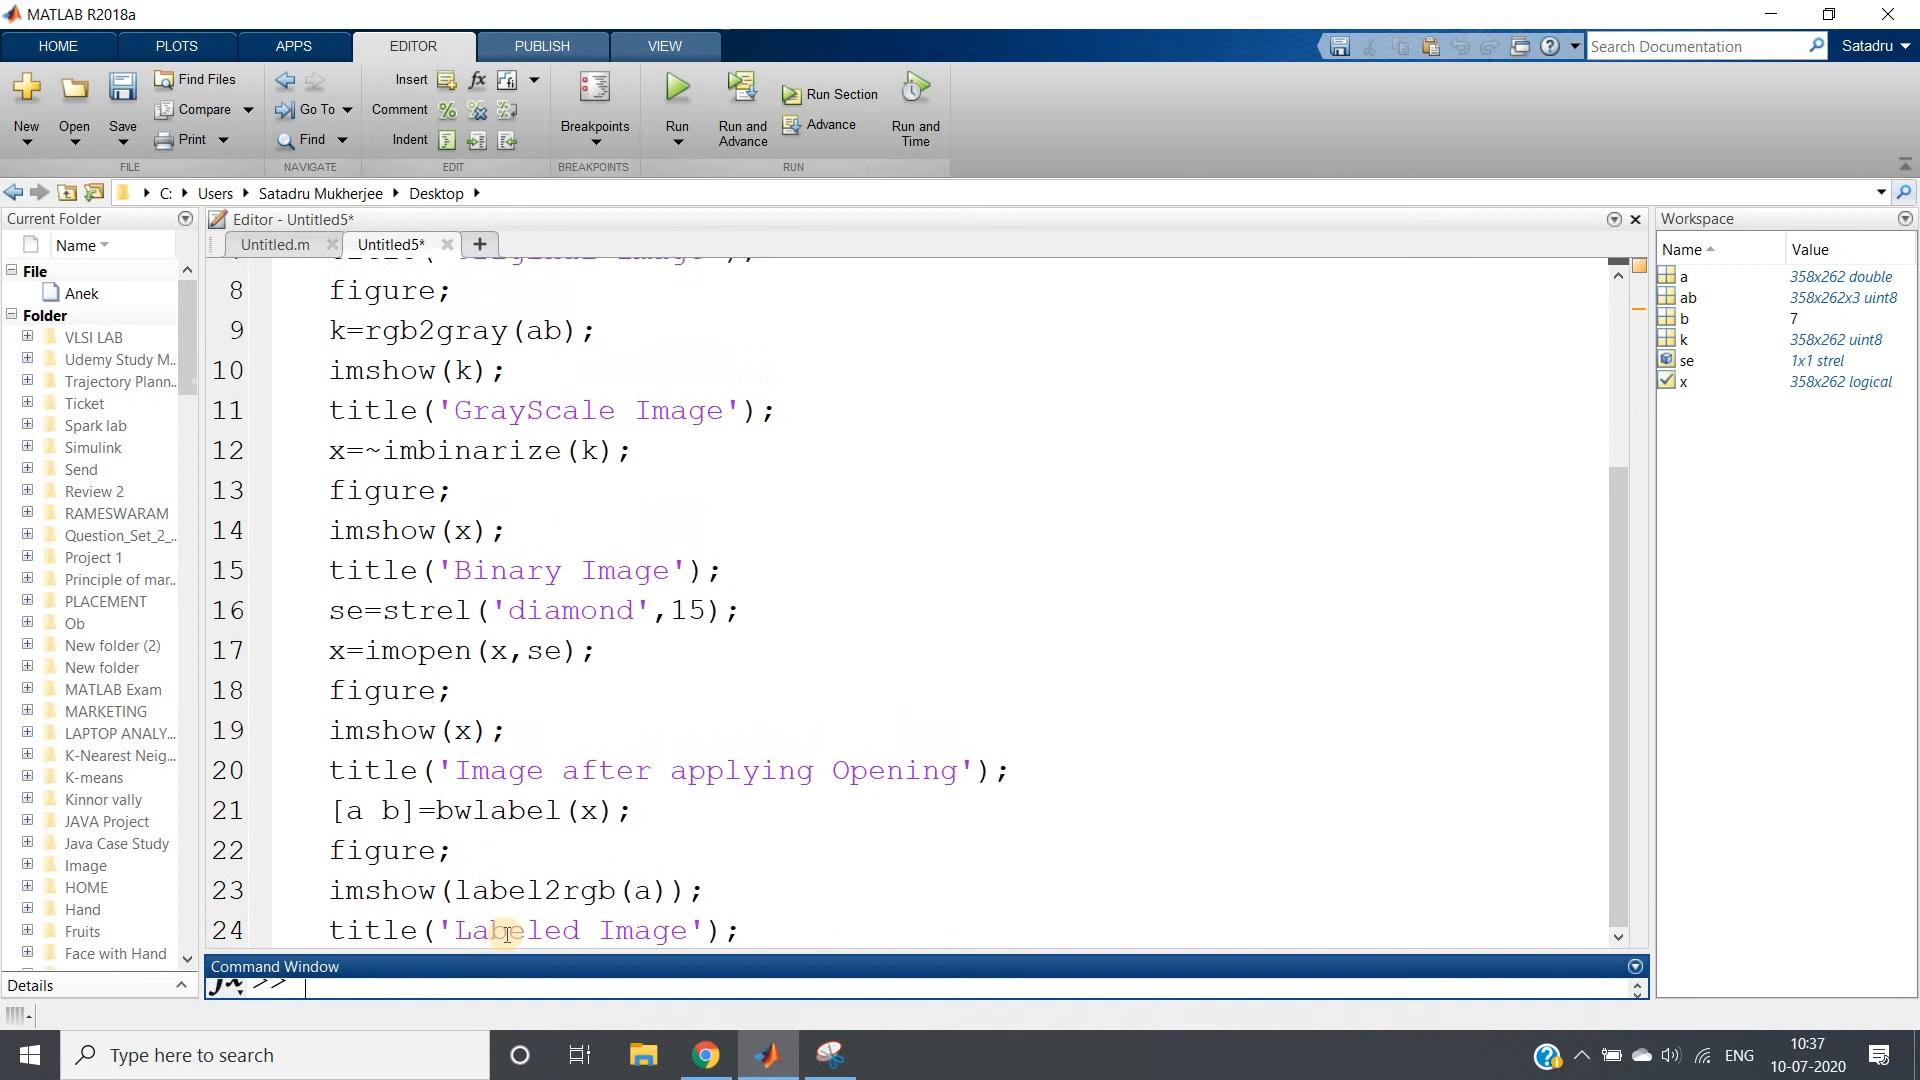 MATLAB R2018a
HOME PLOTS APPS EDITOR PUBLISH VIEW
Search Documentation
Satadru
New
Open
Save
Find Files
Compare
Print
FILE
Go To
Find
NAVIGATE
Insert
Comment
Indent
EDIT
Breakpoints
BREAKPOINTS
Run
Run and Advance
Run Section
Advance
Run and Time
RUN
C: Users Satadru Mukherjee Desktop
Current Folder
Name
File
Anek
Folder
VLSI LAB
Udemy Study M...
Trajectory Plann...
Ticket
Spark lab
Simulink
Send
Review 2
RAMESWARAM
Question_Set_2_...
Project 1
Principle of mar...
PLACEMENT
Ob
New folder (2)
New folder
MATLAB Exam
MARKETING
LAPTOP ANALY...
K-Nearest Neig...
K-means
Kinnor vally
JAVA Project
Java Case Study
Image
HOME
Hand
Fruits
Face with Hand
Details
Editor - Untitled5*
Untitled.m Untitled5*
8 figure;
9 k=rgb2gray(ab);
10 imshow(k);
11 title('GrayScale Image');
12 x=~imbinarize(k);
13 figure;
14 imshow(x);
15 title('Binary Image');
16 se=strel('diamond',15);
17 x=imopen(x,se);
18 figure;
19 imshow(x);
20 title('Image after applying Opening');
21 [a b]=bwlabel(x);
22 figure;
23 imshow(label2rgb(a));
24 title('Labeled Image');
Command Window
fx >>
Workspace
Name Value
a 358x262 double
ab 358x262x3 uint8
b 7
k 358x262 uint8
se 1x1 strel
x 358x262 logical
Type here to search
ENG
10:37
10-07-2020